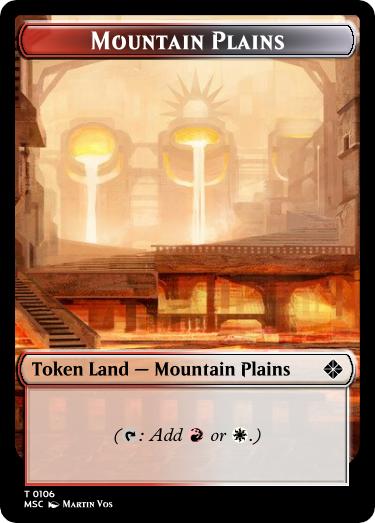 Mountain Plains
Token Land — Mountain Plains
(: Add or .)
T 0106
MSC Martin Vos